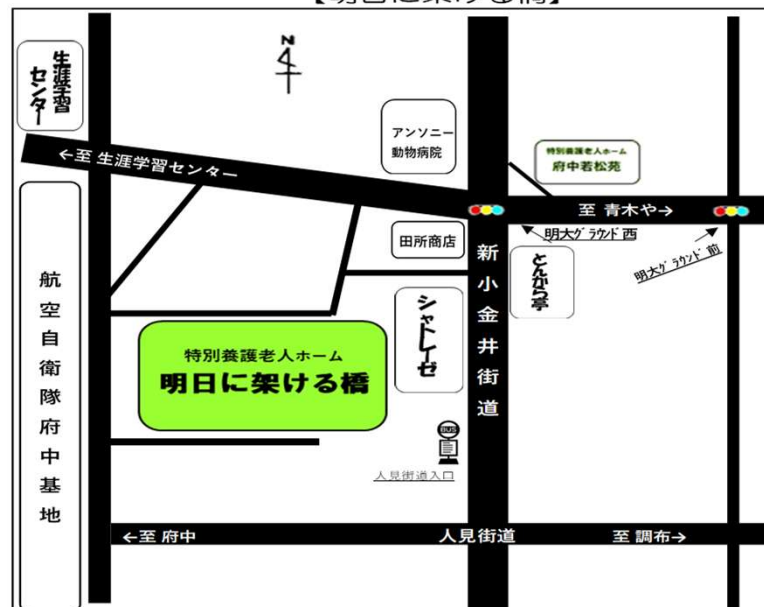 【明日に架ける橋】
N
生涯学習
センター
アンソニー
動物病院
特別養護老人ホーム
府中若松苑
←至 生涯学習センター
至 青木や→
明大グラウンド西
明大グラウンド前
田所商店
とんから亭
新小金井街道
シャトレーゼ
航空自衛隊府中基地
特別養護老人ホーム
明日に架ける橋
BUS
人見街道入口
←至 府中
人見街道
至 調布→